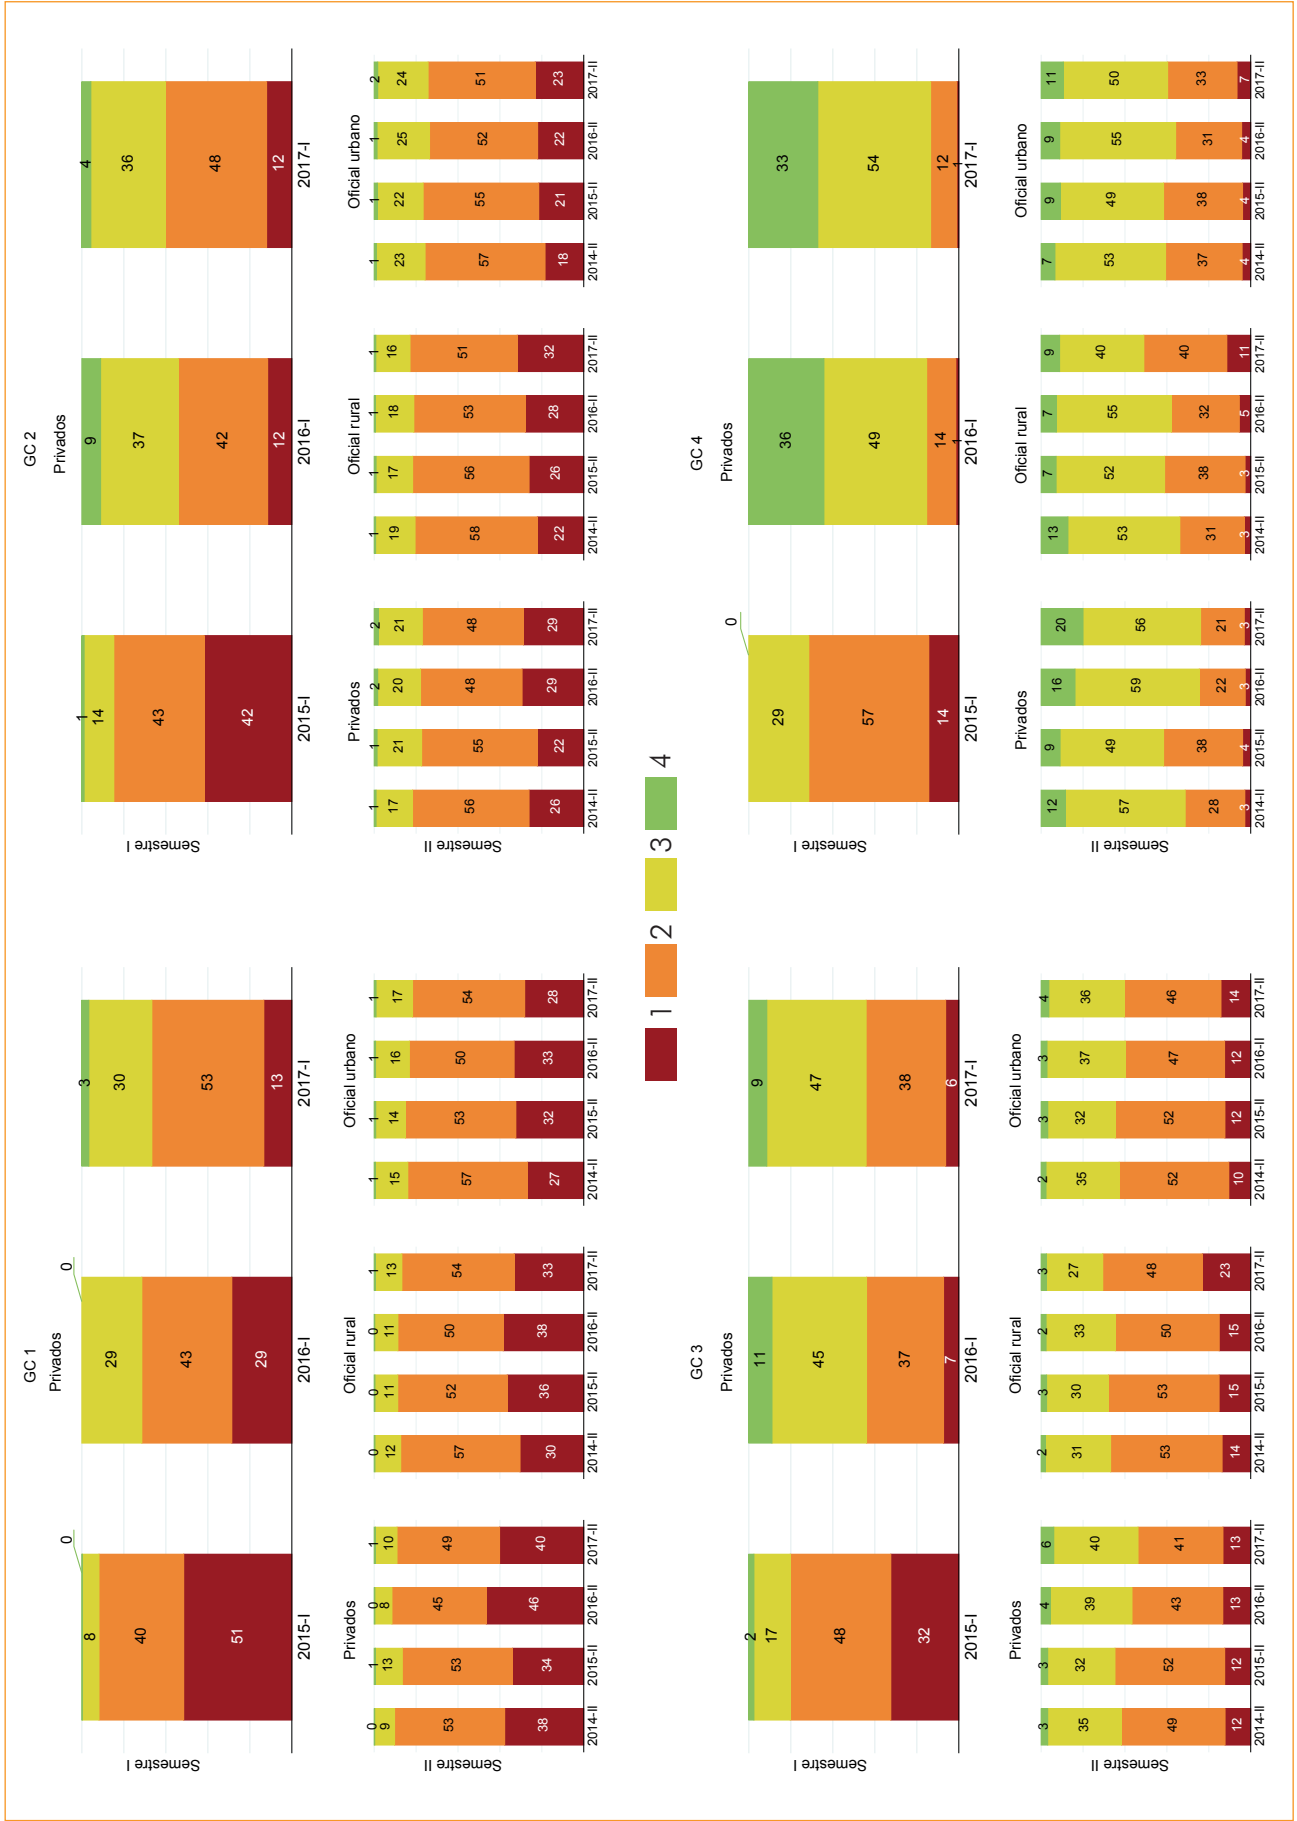 GC 1
Privados
Semestre I
0
8
40
51
2015-I
0
29
43
29
2016-I
3
30
53
13
2017-I
Semestre II
Privados
0 9 53 38 2014-II
1 13 53 34 2015-II
0 8 45 46 2016-II
1 10 49 40 2017-II
Oficial rural
0 12 57 30 2014-II
0 11 52 36 2015-II
0 11 50 38 2016-II
1 13 54 33 2017-II
Oficial urbano
1 15 57 27 2014-II
1 14 53 32 2015-II
1 16 50 33 2016-II
1 17 54 28 2017-II
GC 2
Privados
Semestre I
1
14
43
42
2015-I
9
37
42
12
2016-I
4
36
48
12
2017-I
Semestre II
Privados
1 17 56 26 2014-II
1 21 55 22 2015-II
2 20 48 29 2016-II
2 21 48 29 2017-II
Oficial rural
1 19 58 22 2014-II
1 17 56 26 2015-II
1 18 53 28 2016-II
1 16 51 32 2017-II
Oficial urbano
1 23 57 18 2014-II
1 22 55 21 2015-II
1 25 52 22 2016-II
2 24 51 23 2017-II
1 2 3 4
GC 3
Privados
Semestre I
2
17
48
32
2015-I
11
45
37
7
2016-I
9
47
38
6
2017-I
Semestre II
Privados
3 35 49 12 2014-II
3 32 52 12 2015-II
4 39 43 13 2016-II
6 40 41 13 2017-II
Oficial rural
2 31 53 14 2014-II
3 30 53 15 2015-II
2 33 50 15 2016-II
3 27 48 23 2017-II
Oficial urbano
2 35 52 10 2014-II
3 32 52 12 2015-II
3 37 47 12 2016-II
4 36 46 14 2017-II
GC 4
Privados
Semestre I
0
29
57
14
2015-I
36
49
14
1
2016-I
33
54
12
1
2017-I
Semestre II
Privados
12 57 28 3 2014-II
9 49 38 4 2015-II
16 59 22 3 2016-II
20 56 21 3 2017-II
Oficial rural
13 53 31 3 2014-II
7 52 38 3 2015-II
7 55 32 5 2016-II
9 40 40 11 2017-II
Oficial urbano
7 53 37 4 2014-II
9 49 38 4 2015-II
9 55 31 4 2016-II
11 50 33 7 2017-II